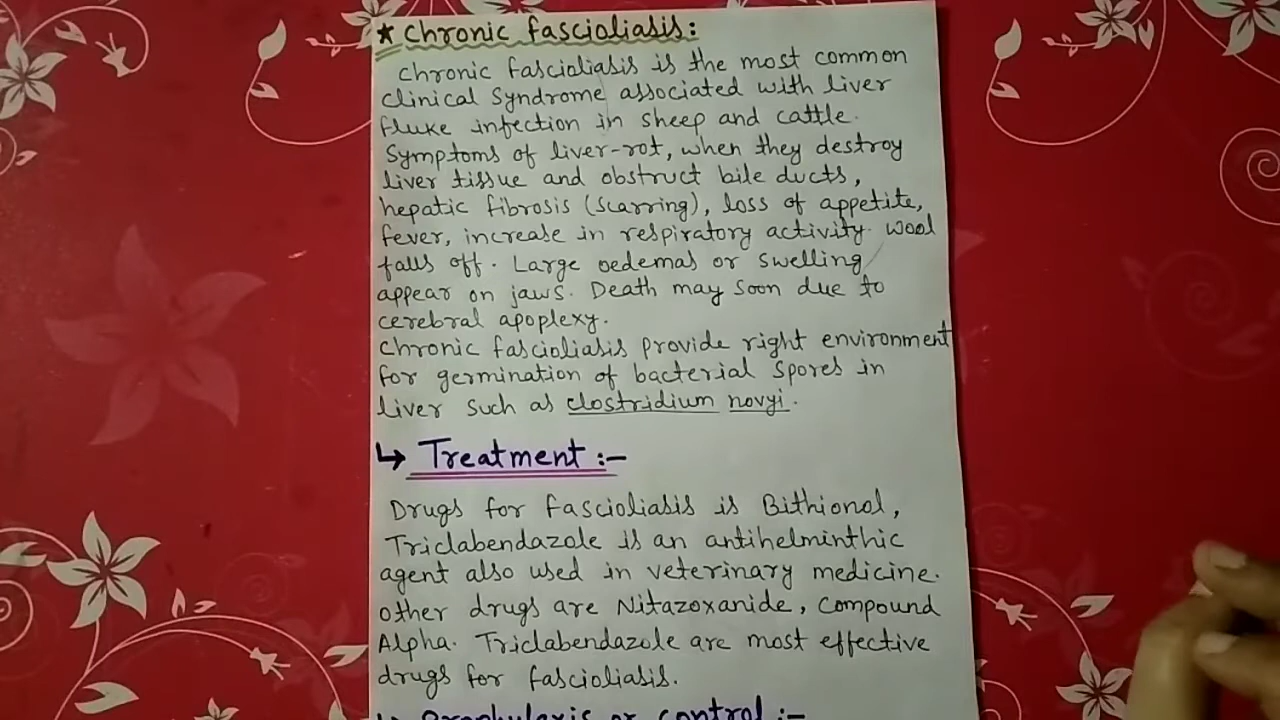 ★ Chronic fascioliasis:
Chronic fascioliasis is the most common
clinical syndrome associated with liver
fluke infection in sheep and cattle.
Symptoms of liver-rot, when they destroy
liver tissue and obstruct bile ducts,
hepatic fibrosis (scarring), loss of appetite,
fever, increase in respiratory activity. wool
falls off. Large oedemas or swelling
appear on jaws. Death may soon due to
cerebral apoplexy.
Chronic fascioliasis provide right environment
for germination of bacterial spores in
liver such as clostridium novyi.
↳ Treatment :-
Drugs for fascioliasis is Bithionol,
Triclabendazole is an antihelminthic
agent also used in veterinary medicine.
other drugs are Nitazoxanide, compound
Alpha. Triclabendazole are most effective
drugs for fascioliasis.
↳ Prophylaxis or control :-